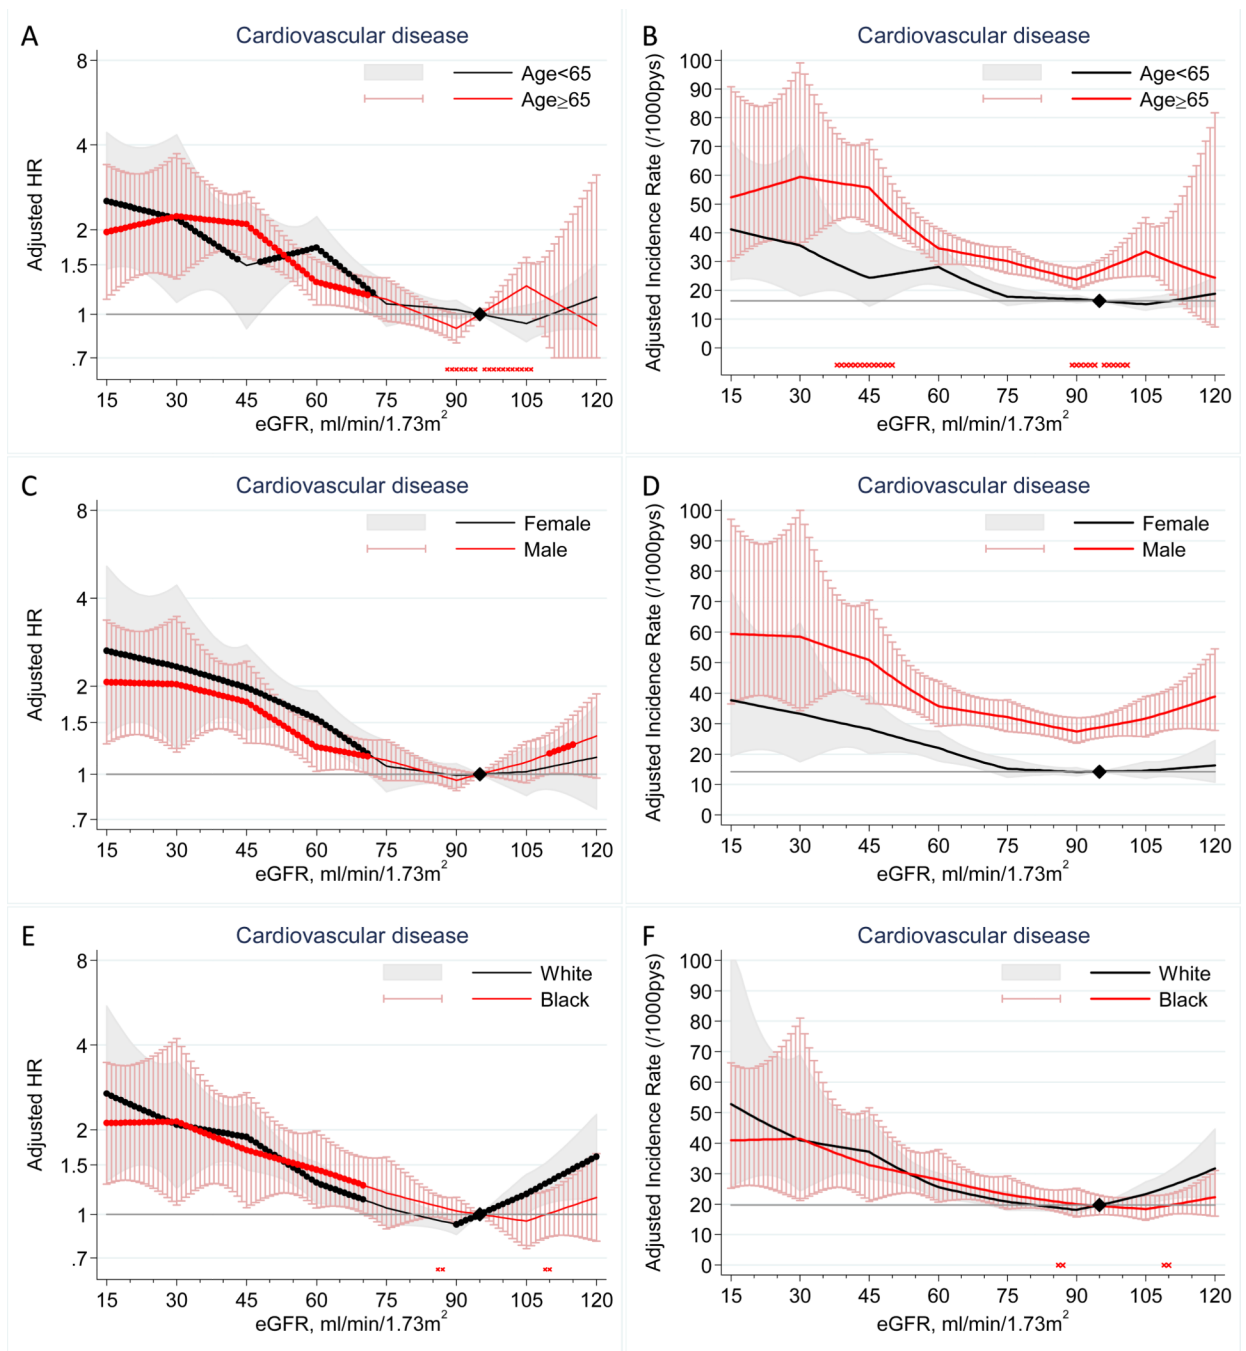 A
Cardiovascular disease
8
4
2
1.5
1
.7
Adjusted HR
Age<65
Age≥65
15 30 45 60 75 90 105 120
eGFR, ml/min/1.73m²
B
Cardiovascular disease
100
90
80
70
60
50
40
30
20
10
0
Adjusted Incidence Rate (/1000pys)
Age<65
Age≥65
15 30 45 60 75 90 105 120
eGFR, ml/min/1.73m²
C
Cardiovascular disease
8
4
2
1.5
1
.7
Adjusted HR
Female
Male
15 30 45 60 75 90 105 120
eGFR, ml/min/1.73m²
D
Cardiovascular disease
100
90
80
70
60
50
40
30
20
10
0
Adjusted Incidence Rate (/1000pys)
Female
Male
15 30 45 60 75 90 105 120
eGFR, ml/min/1.73m²
E
Cardiovascular disease
8
4
2
1.5
1
.7
Adjusted HR
White
Black
15 30 45 60 75 90 105 120
eGFR, ml/min/1.73m²
F
Cardiovascular disease
100
90
80
70
60
50
40
30
20
10
0
Adjusted Incidence Rate (/1000pys)
White
Black
15 30 45 60 75 90 105 120
eGFR, ml/min/1.73m²